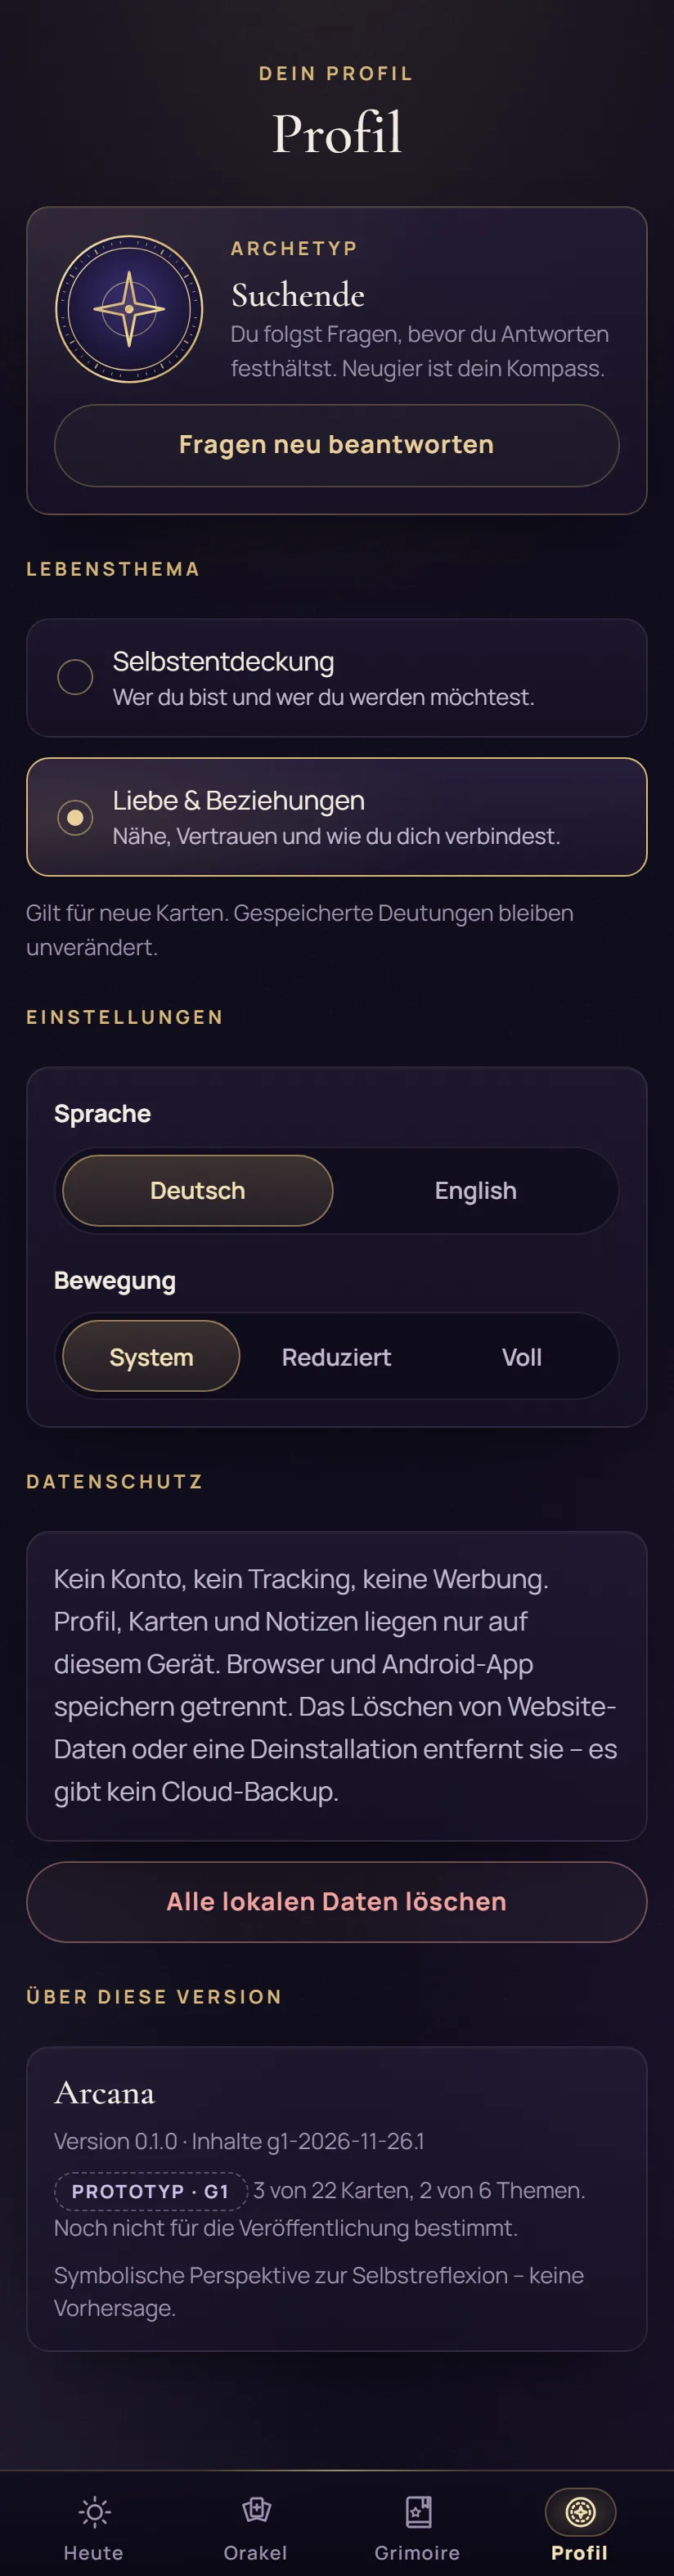 DEIN PROFIL
Profil
ARCHETYP
Suchende
Du folgst Fragen, bevor du Antworten
festhältst. Neugier ist dein Kompass.
Fragen neu beantworten
LEBENSTHEMA
Selbstentdeckung
Wer du bist und wer du werden möchtest.
Liebe & Beziehungen
Nähe, Vertrauen und wie du dich verbindest.
Gilt für neue Karten. Gespeicherte Deutungen bleiben
unverändert.
EINSTELLUNGEN
Sprache
Deutsch English
Bewegung
System Reduziert Voll
DATENSCHUTZ
Kein Konto, kein Tracking, keine Werbung.
Profil, Karten und Notizen liegen nur auf
diesem Gerät. Browser und Android-App
speichern getrennt. Das Löschen von Website-
Daten oder eine Deinstallation entfernt sie – es
gibt kein Cloud-Backup.
Alle lokalen Daten löschen
ÜBER DIESE VERSION
Arcana
Version 0.1.0 · Inhalte g1-2026-11-26.1
PROTOTYP · G1 3 von 22 Karten, 2 von 6 Themen.
Noch nicht für die Veröffentlichung bestimmt.
Symbolische Perspektive zur Selbstreflexion – keine
Vorhersage.
Heute Orakel Grimoire Profil